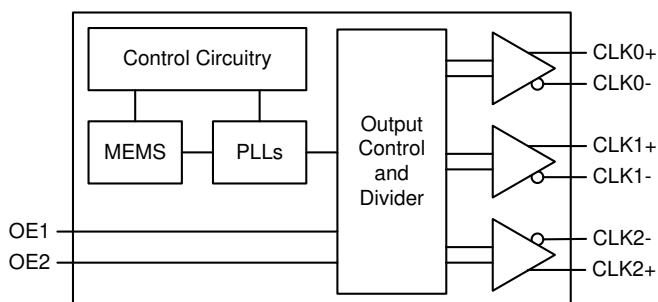 Control Circuitry
MEMS
PLLs
Output
Control
and
Divider
CLK0+
CLK0-
CLK1+
CLK1-
CLK2-
CLK2+
OE1
OE2